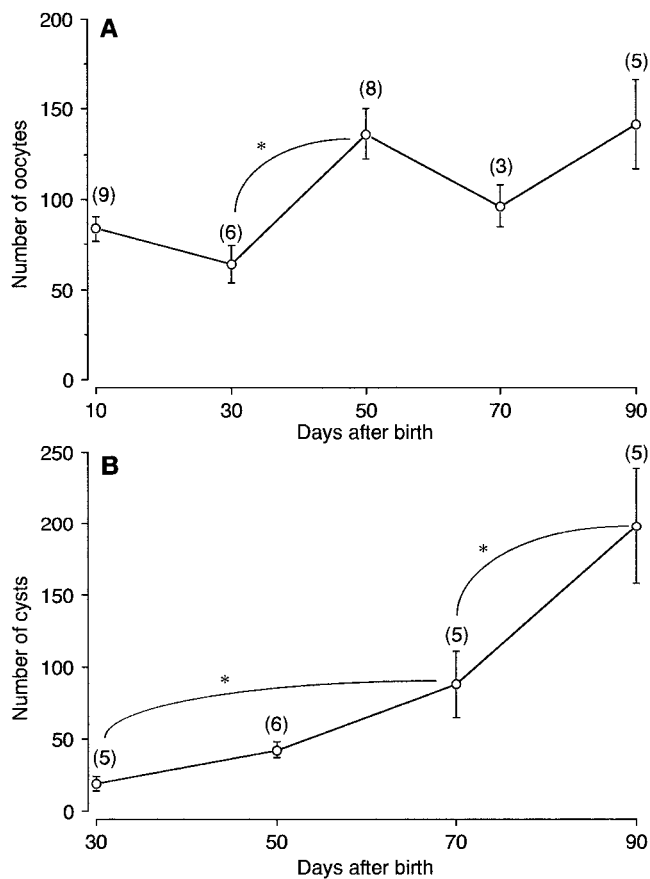 A
Number of oocytes
200
150
100
50
0
(9)
(6)
*
(8)
(3)
(5)
10 30 50 70 90
Days after birth
B
Number of cysts
250
200
150
100
50
0
(5)
*
(6)
(5)
*
(5)
30 50 70 90
Days after birth